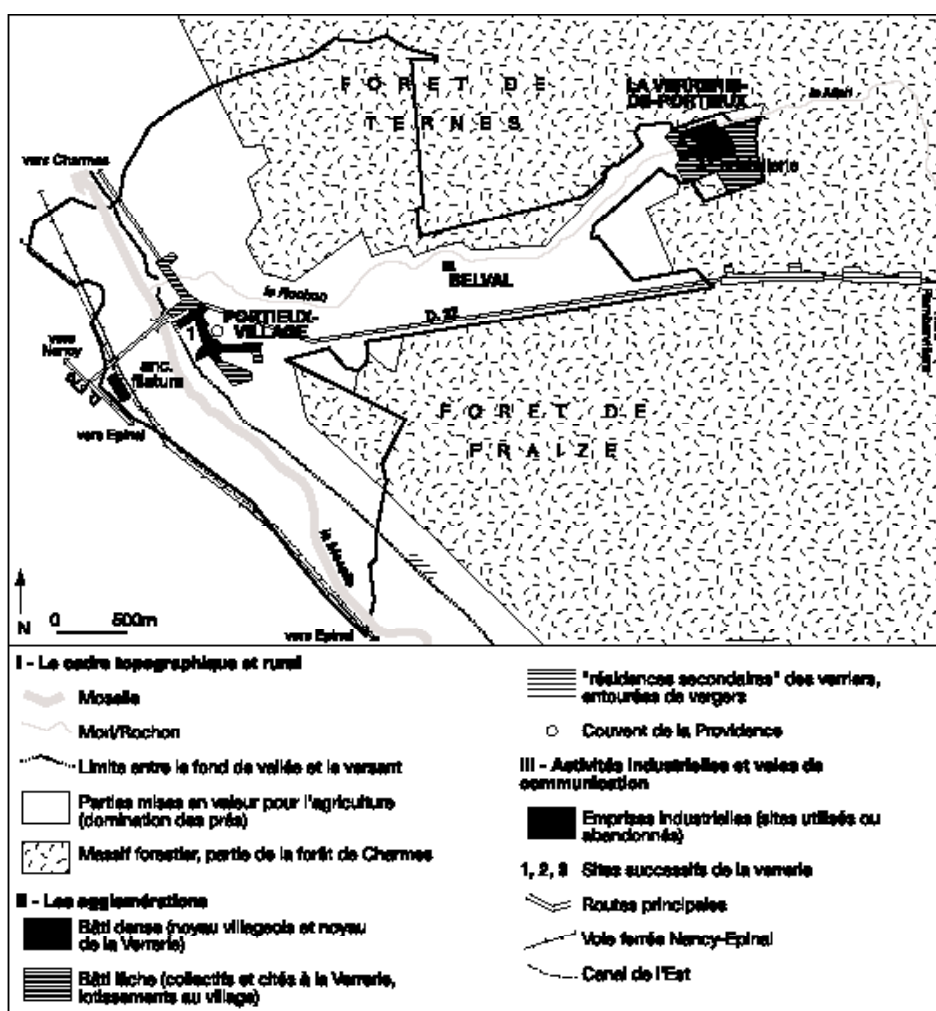 FORET DE
TERNES
LA VERRERIE-
DE-PORTIEUX
le Mori
vers Charmes
BELVAL
le Rochon
D. 32
PORTIEUX-
VILLAGE
1
vers
Nancy
anc.
filature
vers Epinal
FORET DE
FRAIZE
la Moselle
N
0 500m
vers Epinal
I - Le cadre topographique et rural
Moselle
Mori/Rochon
Limite entre le fond de vallée et le versant
Parties mises en valeur pour l'agriculture
(domination des prés)
Massif forestier, partie de la forêt de Charmes
II - Les agglomérations
Bâti dense (noyau villageois et noyau
de la Verrerie)
Bâti lâche (collectifs et cités à la Verrerie,
lotissements au village)
"résidences secondaires" des verriers,
entourées de vergers
Couvent de la Providence
III - Activités industrielles et voies de
communication
Emprises industrielles (sites utilisés ou
abandonnés)
1, 2, 3 Sites successifs de la verrerie
Routes principales
Voie ferrée Nancy-Epinal
Canal de l'Est